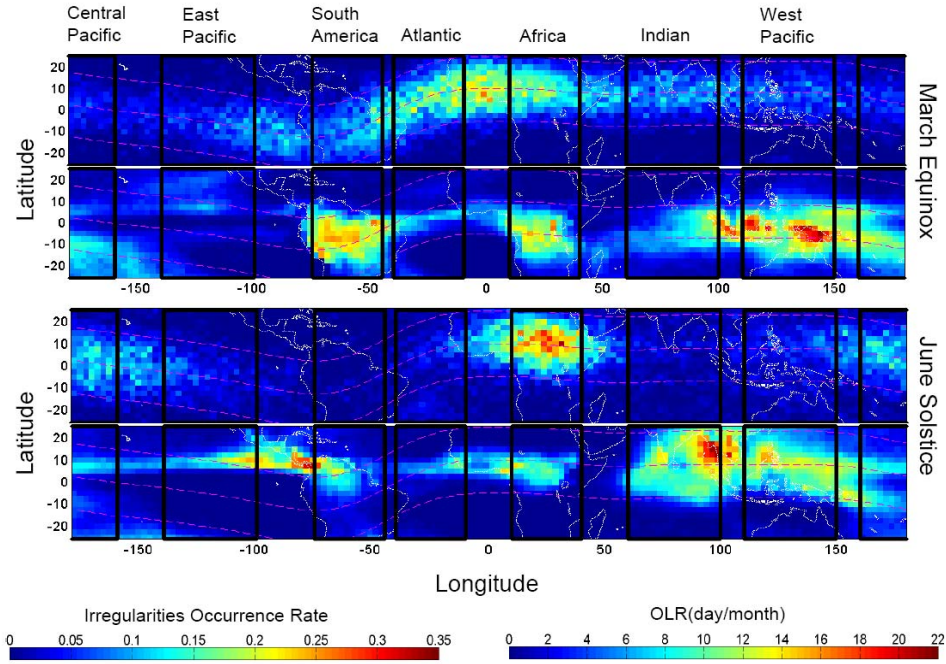 Central Pacific
East Pacific
South America
Atlantic
Africa
Indian
West Pacific
Latitude
20
10
0
-10
-20
20
10
0
-10
-20
March Equinox
-150
-100
-50
0
50
100
150
Latitude
20
10
0
-10
-20
20
10
0
-10
-20
June Solstice
-150
-100
-50
0
50
100
150
Longitude
Irregularities Occurrence Rate
0 0.05 0.1 0.15 0.2 0.25 0.3 0.35
OLR(day/month)
0 2 4 6 8 10 12 14 16 18 20 22